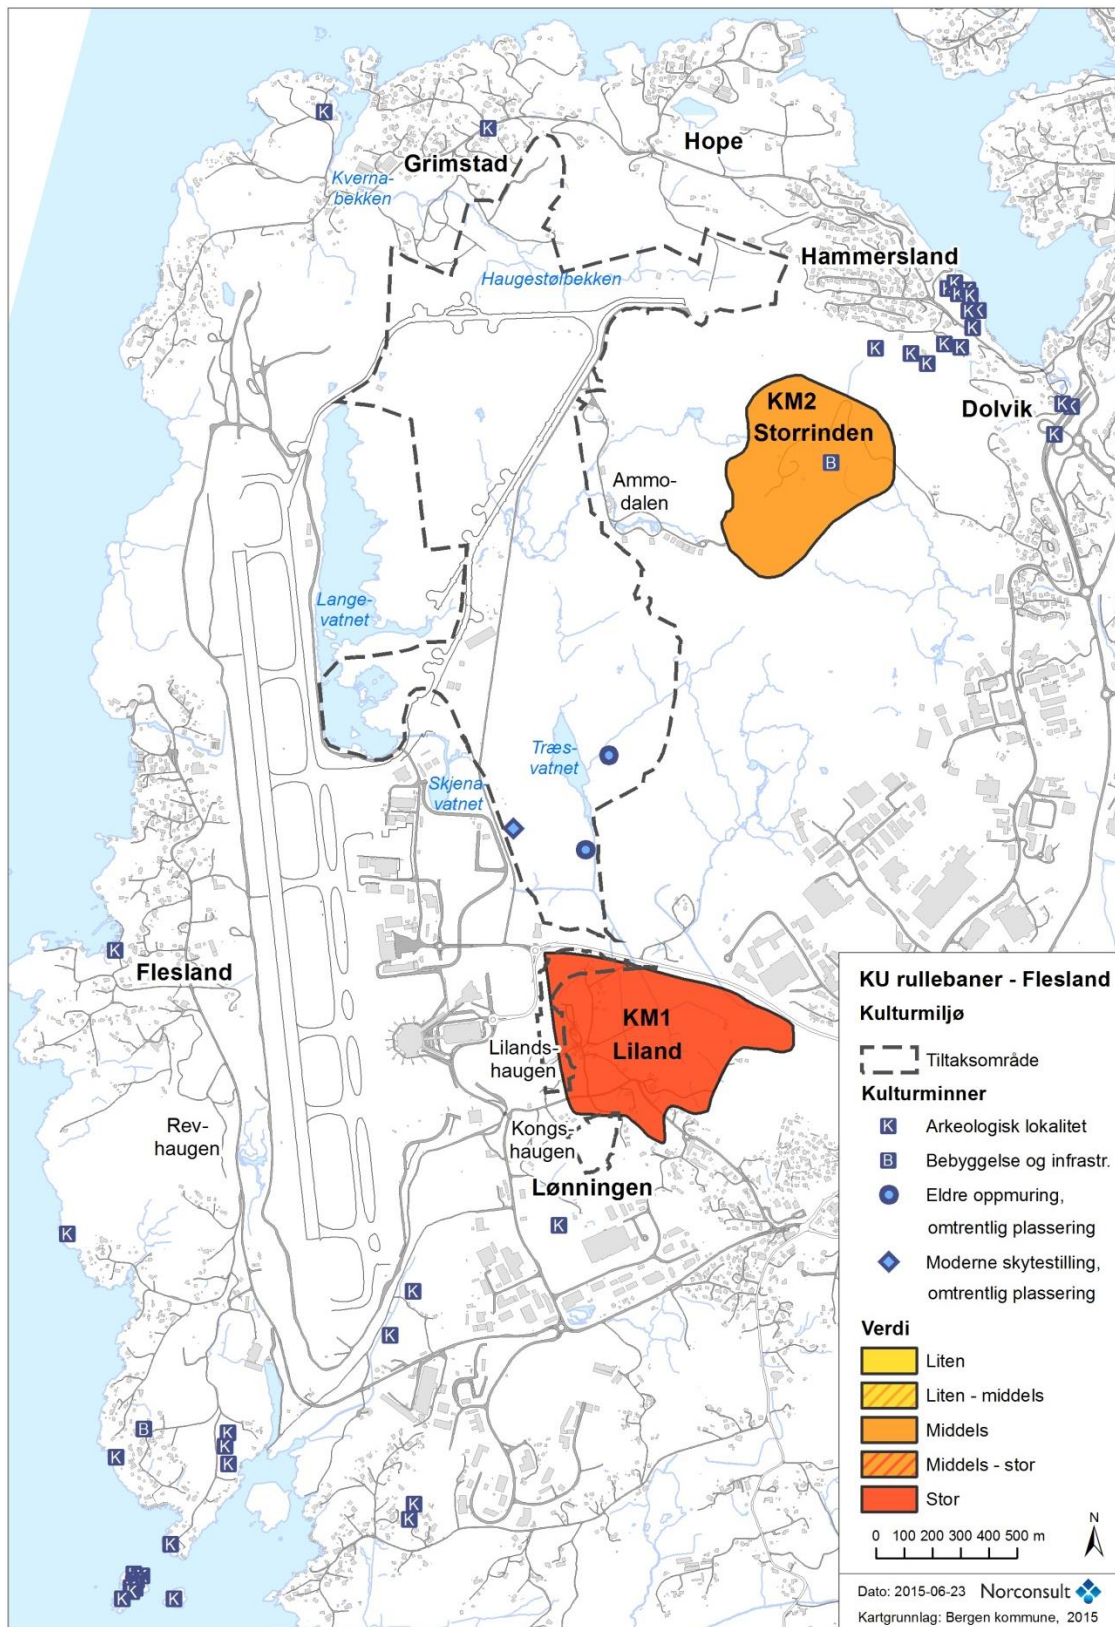 K
K
Hope
Grimstad
Kverna-
bekken
Hammersland
Haugestølbekken
K
K
K
K
K
K
K
K
K
K
K
K
K
KM2
Dolvik
K
K
Storrinden
K
B
Ammo-
dalen
Lange-
vatnet
Træs-
vatnet
Skjena-
vatnet
K
Flesland
KM1
Liland
Lilands-
haugen
Rev-
haugen
Kongs-
haugen
Lønningen
K
K
K
K
B
K
K
K
K
K
K
K
K
K
K
KU rullebaner - Flesland
Kulturmiljø
Tiltaksområde
Kulturminner
K Arkeologisk lokalitet
B Bebyggelse og infrastr.
Eldre oppmuring,
omtrentlig plassering
Moderne skytestilling,
omtrentlig plassering
Verdi
Liten
Liten - middels
Middels
Middels - stor
Stor
N
0 100 200 300 400 500 m
Dato: 2015-06-23 Norconsult
Kartgrunnlag: Bergen kommune, 2015